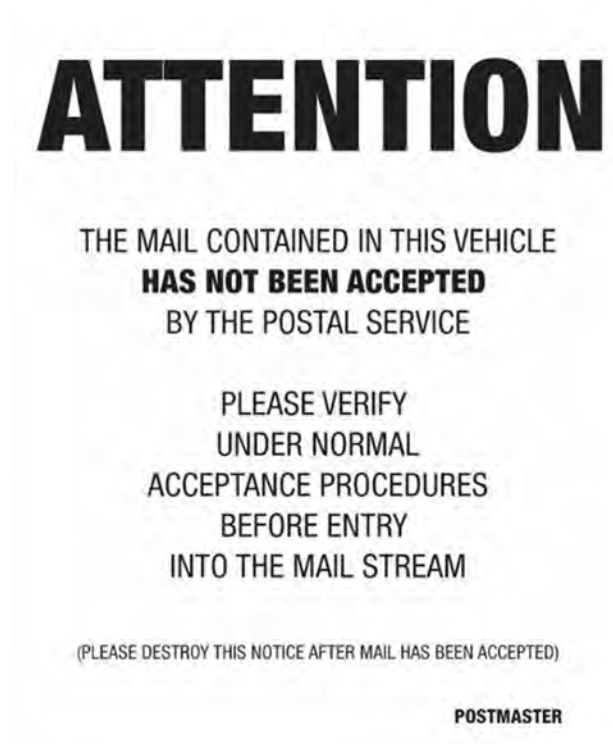 ATTENTION
THE MAIL CONTAINED IN THIS VEHICLE
HAS NOT BEEN ACCEPTED
BY THE POSTAL SERVICE
PLEASE VERIFY
UNDER NORMAL
ACCEPTANCE PROCEDURES
BEFORE ENTRY
INTO THE MAIL STREAM
(PLEASE DESTROY THIS NOTICE AFTER MAIL HAS BEEN ACCEPTED)
POSTMASTER